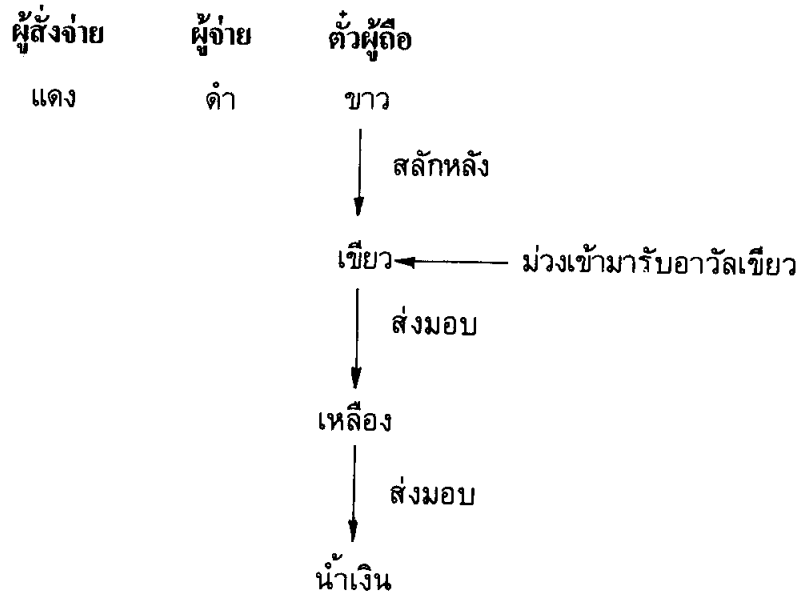 ผู้สั่งจ่าย ผู้จ่าย ตั๋วผู้ถือ
แดง ดำ ขาว
สลักหลัง
เขียว ม่วงเข้ามารับอาวัลเขียว
ส่งมอบ
เหลือง
ส่งมอบ
น้ำเงิน